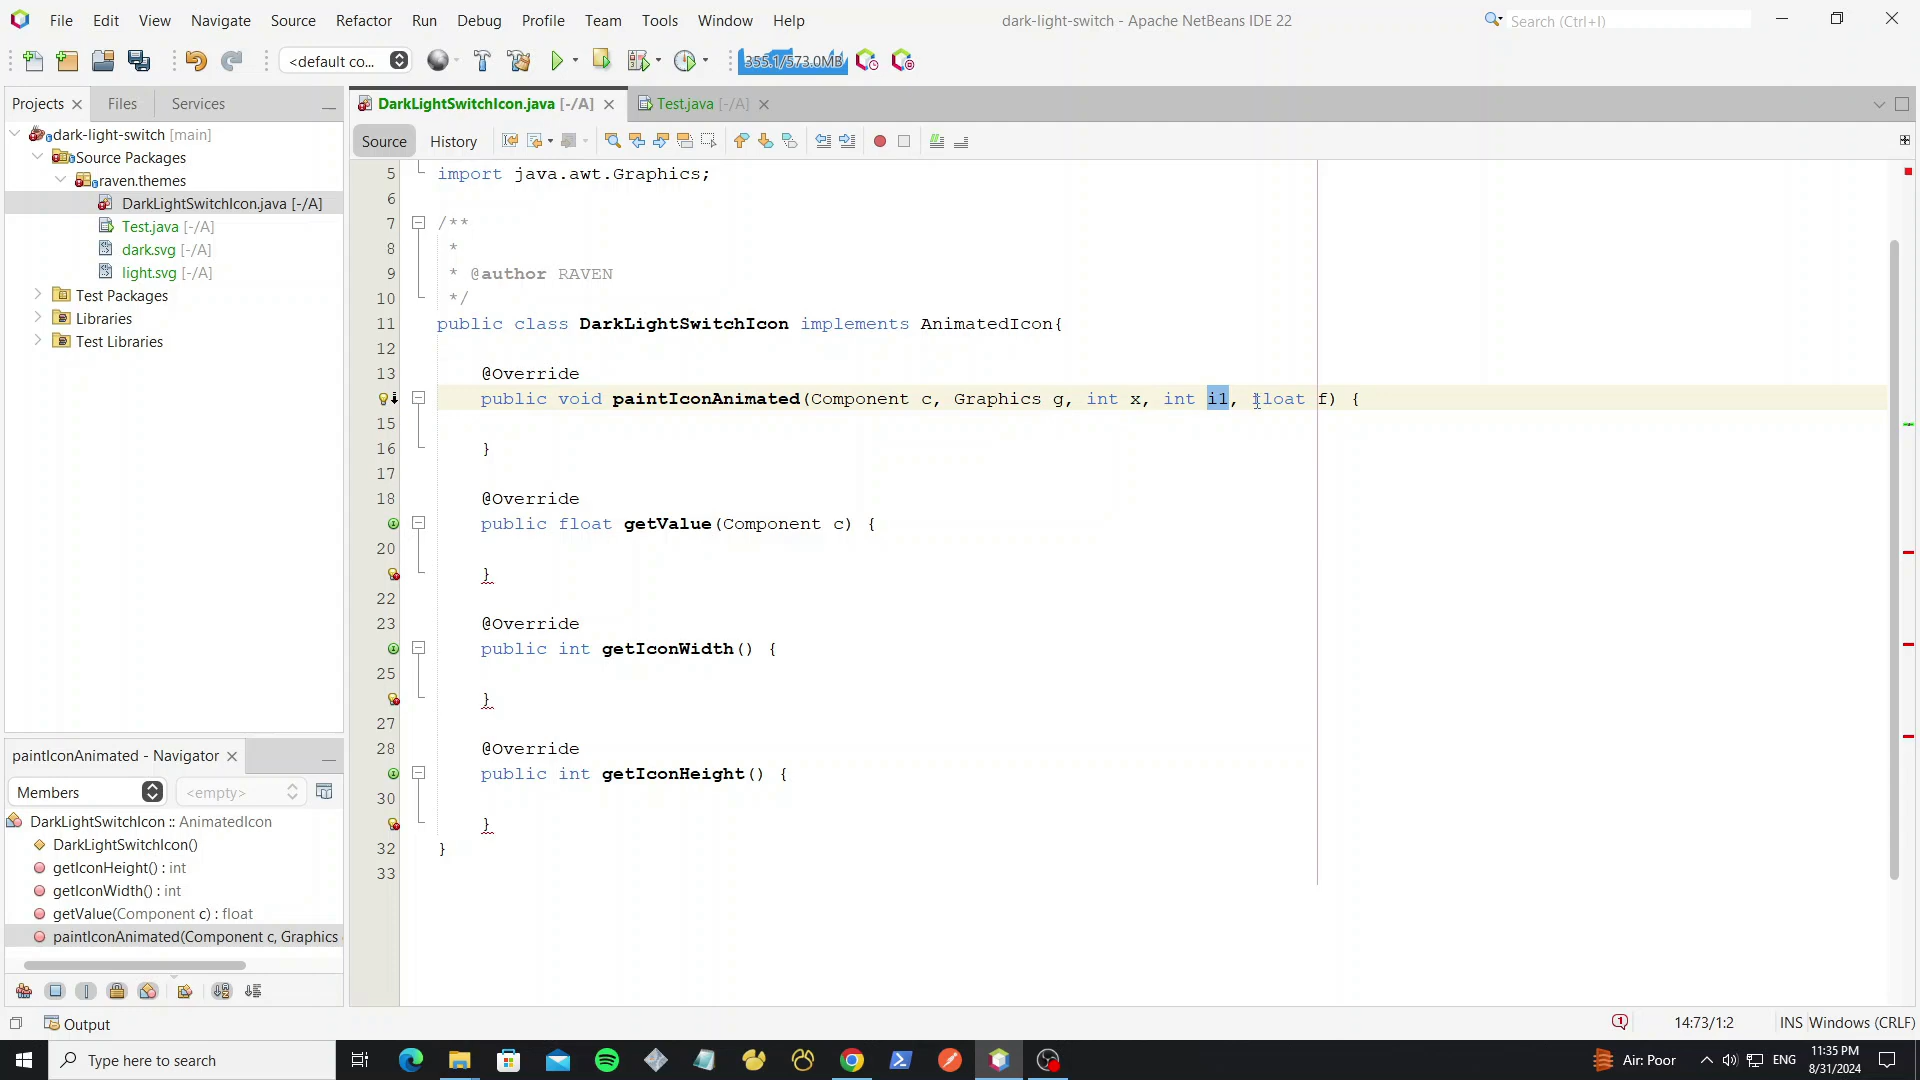 File Edit View Navigate Source Refactor Run Debug Profile Team Tools Window Help
dark-light-switch - Apache NetBeans IDE 22
Search (Ctrl+I)
<default co...
355.1/573.0MB
Projects Files Services
DarkLightSwitchIcon.java [-/A] Test.java [-/A]
Source History
dark-light-switch [main]
Source Packages
raven.themes
DarkLightSwitchIcon.java [-/A]
Test.java [-/A]
dark.svg [-/A]
light.svg [-/A]
Test Packages
Libraries
Test Libraries
5 import java.awt.Graphics;
6
7 /**
8 *
9 * @author RAVEN
10 */
11 public class DarkLightSwitchIcon implements AnimatedIcon{
12
13 @Override
public void paintIconAnimated(Component c, Graphics g, int x, int i1, float f) {
15
16 }
17
18 @Override
public float getValue(Component c) {
20
}
22
23 @Override
public int getIconWidth() {
25
}
27
28 @Override
public int getIconHeight() {
30
}
32 }
33
paintIconAnimated - Navigator
Members <empty>
DarkLightSwitchIcon :: AnimatedIcon
DarkLightSwitchIcon()
getIconHeight() : int
getIconWidth() : int
getValue(Component c) : float
paintIconAnimated(Component c, Graphics
Output
1 14:73/1:2 INS Windows (CRLF)
Type here to search
Air: Poor ENG
11:35 PM
8/31/2024